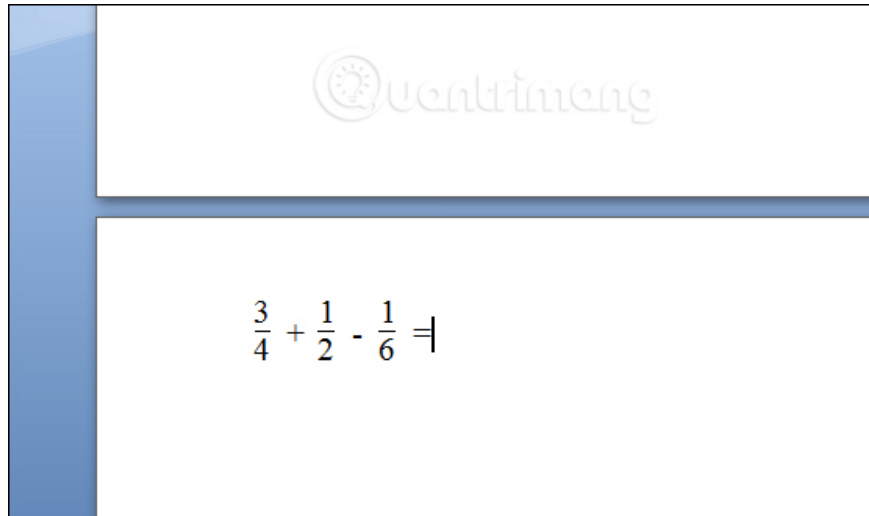 Quantrimang
3/4 + 1/2 - 1/6 =